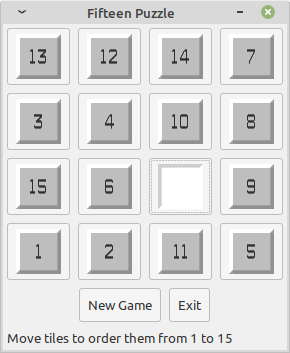 Fifteen Puzzle
13 12 14 7
3 4 10 8
15 6 9
1 2 11 5
New Game Exit
Move tiles to order them from 1 to 15